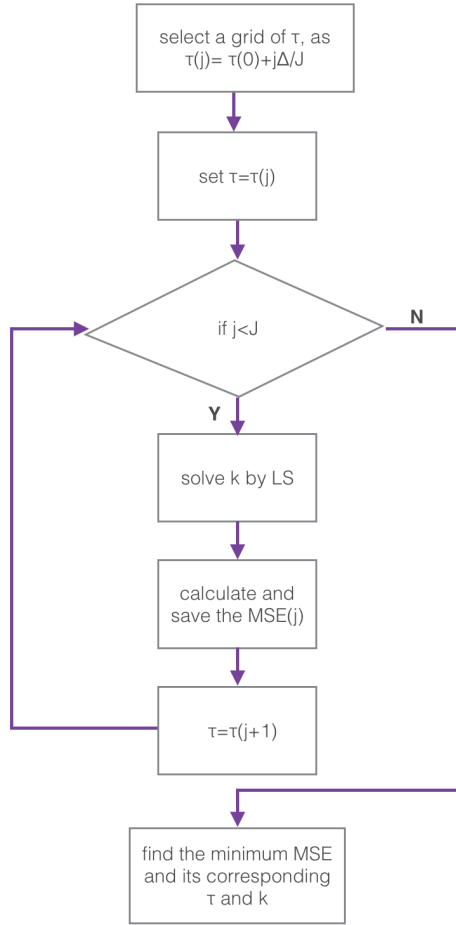 select a grid of τ, as
τ(j)= τ(0)+jΔ/J
set τ=τ(j)
if j<J
N
Y
solve k by LS
calculate and
save the MSE(j)
τ=τ(j+1)
find the minimum MSE
and its corresponding
τ and k